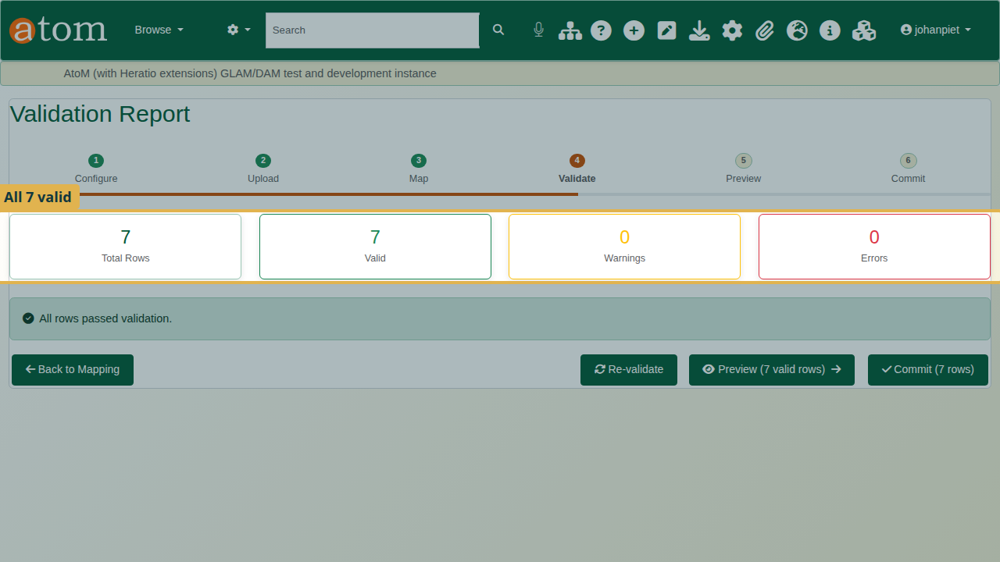 atom Browse Search johanpiet
AtoM (with Heratio extensions) GLAM/DAM test and development instance
Validation Report
1 2 3 4 5 6
Configure Upload Map Validate Preview Commit
All 7 valid
7 7 0 0
Total Rows Valid Warnings Errors
All rows passed validation.
Back to Mapping Re-validate Preview (7 valid rows) Commit (7 rows)